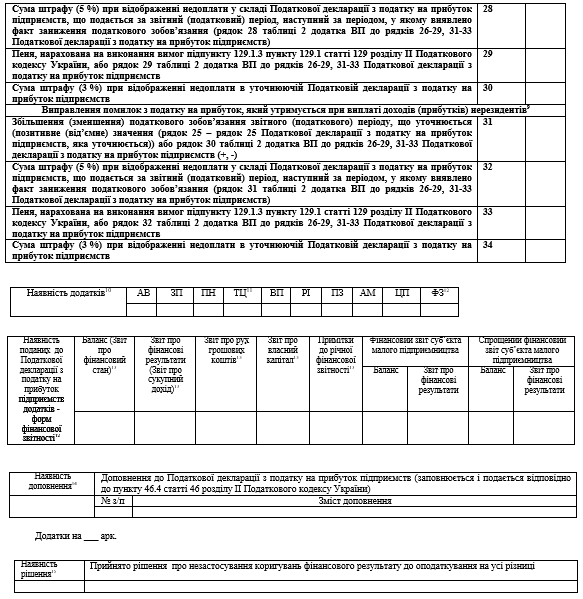 Сума штрафу (5 %) при відображенні недоплати у складі Податкової декларації з податку на прибуток підприємств, що подається за звітний (податковий) період, наступний за періодом, у якому виявлено факт заниження податкового зобов’язання (рядок 28 таблиці 2 додатка ВП до рядків 26-29, 31-33 Податкової декларації з податку на прибуток підприємств) 28
Пеня, нарахована на виконання вимог підпункту 129.1.3 пункту 129.1 статті 129 розділу II Податкового кодексу України, або рядок 29 таблиці 2 додатка ВП до рядків 26-29, 31-33 Податкової декларації з податку на прибуток підприємств 29
Сума штрафу (3 %) при відображенні недоплати в уточнюючій Податковій декларації з податку на прибуток підприємств 30
Виправлення помилок з податку на прибуток, який утримується при виплаті доходів (прибутків) нерезидентів⁹
Збільшення (зменшення) податкового зобов’язання звітного (податкового) періоду, що уточнюється (позитивне (від’ємне) значення (рядок 25 – рядок 25 Податкової декларації з податку на прибуток підприємств, яка уточнюється)) або рядок 30 таблиці 2 додатка ВП до рядків 26-29, 31-33 Податкової декларації з податку на прибуток підприємств (+, -) 31
Сума штрафу (5 %) при відображенні недоплати у складі Податкової декларації з податку на прибуток підприємств, що подається за звітний (податковий) період, наступний за періодом, у якому виявлено факт заниження податкового зобов’язання (рядок 31 таблиці 2 додатка ВП до рядків 26-29, 31-33 Податкової декларації з податку на прибуток підприємств) 32
Пеня, нарахована на виконання вимог підпункту 129.1.3 пункту 129.1 статті 129 розділу II Податкового кодексу України, або рядок 32 таблиці 2 додатка ВП до рядків 26-29, 31-33 Податкової декларації з податку на прибуток підприємств 33
Сума штрафу (3 %) при відображенні недоплати в уточнюючій Податковій декларації з податку на прибуток підприємств 34
Наявність додатків¹⁰ АВ ЗП ПН ТЦ¹¹ ВП РІ ПЗ АМ ЦП ФЗ¹²
Наявність поданих до Податкової декларації з податку на прибуток підприємств додатків - форм фінансової звітності¹²
Баланс (Звіт про фінансовий стан)¹³
Звіт про фінансові результати (Звіт про сукупний дохід)¹³
Звіт про рух грошових коштів¹³
Звіт про власний капітал¹³
Примітки до річної фінансової звітності¹³
Фінансовий звіт суб’єкта малого підприємництва
Баланс
Звіт про фінансові результати
Спрощений фінансовий звіт суб’єкта малого підприємництва
Баланс
Звіт про фінансові результати
Наявність доповнення¹⁴
Доповнення до Податкової декларації з податку на прибуток підприємств (заповнюється і подається відповідно до пункту 46.4 статті 46 розділу II Податкового кодексу України)
№ з/п Зміст доповнення
Додатки на ___ арк.
Наявність рішення¹⁵
Прийнято рішення про незастосування коригувань фінансового результату до оподаткування на усі різниці